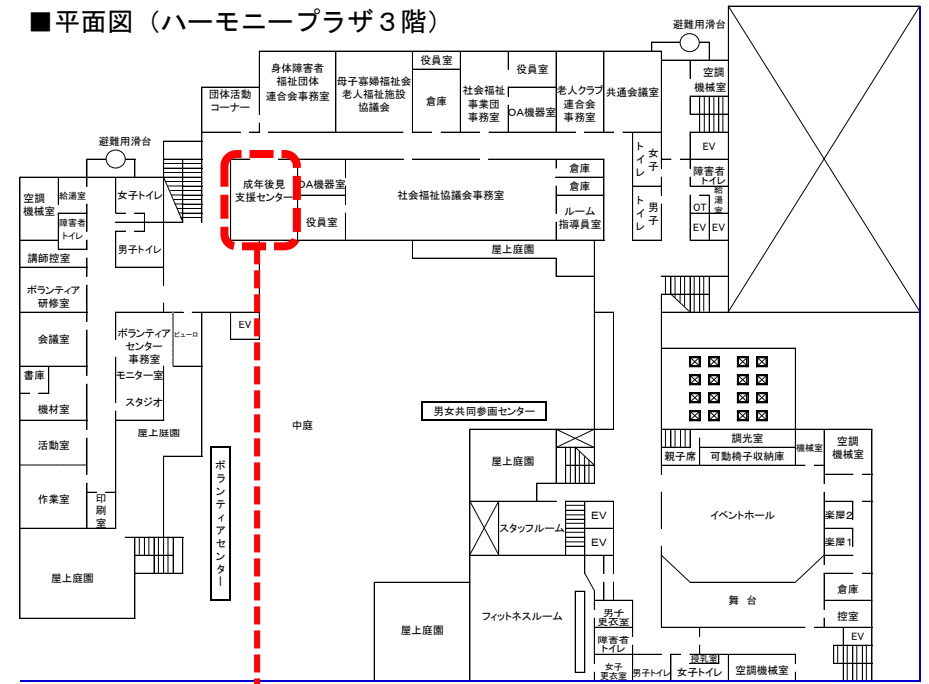 ■平面図（ハーモニープラザ３階）
避難用滑台
身体障害者
福祉団体
連合会事務室
母子寡婦福祉会
老人福祉施設
協議会
役員室
倉庫
社会福祉
事業団
事務室
役員室
OA機器室
老人クラブ
連合会
事務室
共通会議室
空調
機械室
団体活動
コーナー
避難用滑台
女子
トイレ
男子
トイレ
EV
障害者
トイレ
給湯室
OT
EV
EV
成年後見
支援センター
OA機器室
役員室
社会福祉協議会事務室
倉庫
倉庫
ルーム
指導員室
屋上庭園
空調
機械室
給湯室
障害者
トイレ
女子トイレ
男子トイレ
講師控室
ボランティア
研修室
会議室
書庫
機材室
活動室
作業室
印刷室
屋上庭園
ボランティア
センター
事務室
ビューロ
モニター室
スタジオ
屋上庭園
EV
ボランティアセンター
中庭
男女共同参画センター
屋上庭園
スタッフルーム
EV
EV
フィットネスルーム
屋上庭園
男子
更衣室
障害者
トイレ
女子
更衣室
男子トイレ
授乳室
女子トイレ
空調機械室
調光室
親子席
可動椅子収納庫
機械室
空調
機械室
イベントホール
楽屋2
楽屋1
舞 台
倉庫
控室
EV